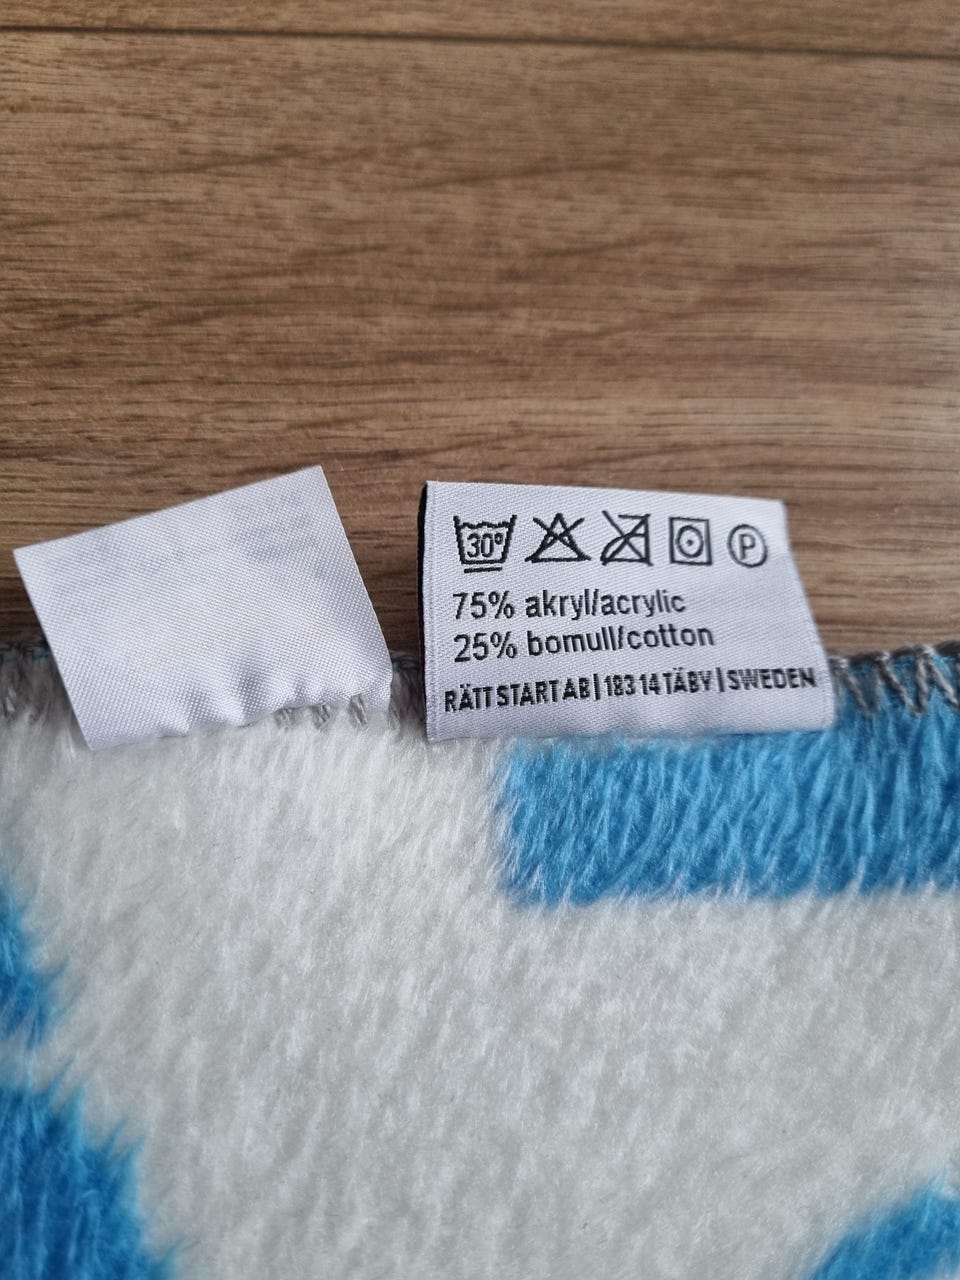 30° P
75% akryl/acrylic
25% bomull/cotton
RÄTT START AB | 183 14 TÄBY | SWEDEN